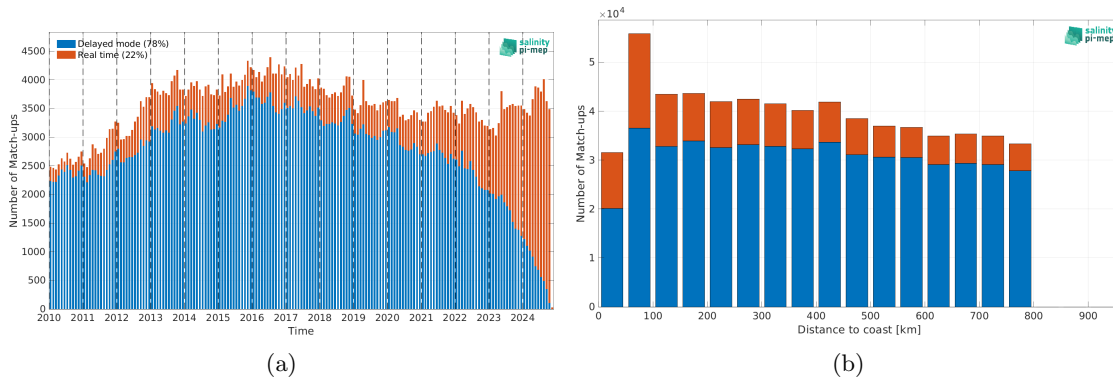 salinity
pi-mep
Delayed mode (78%)
Real time (22%)
Number of Match-ups
4500
4000
3500
3000
2500
2000
1500
1000
500
0
2010 2011 2012 2013 2014 2015 2016 2017 2018 2019 2020 2021 2022 2023 2024
Time
(a)
×10⁴
salinity
pi-mep
Number of Match-ups
5
4
3
2
1
0
0 100 200 300 400 500 600 700 800 900
Distance to coast [km]
(b)